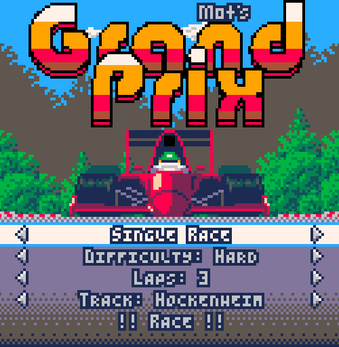 Mot's
Grand
Prix
Single Race
Difficulty: Hard
Laps: 3
Track: Hockenheim
!! Race !!